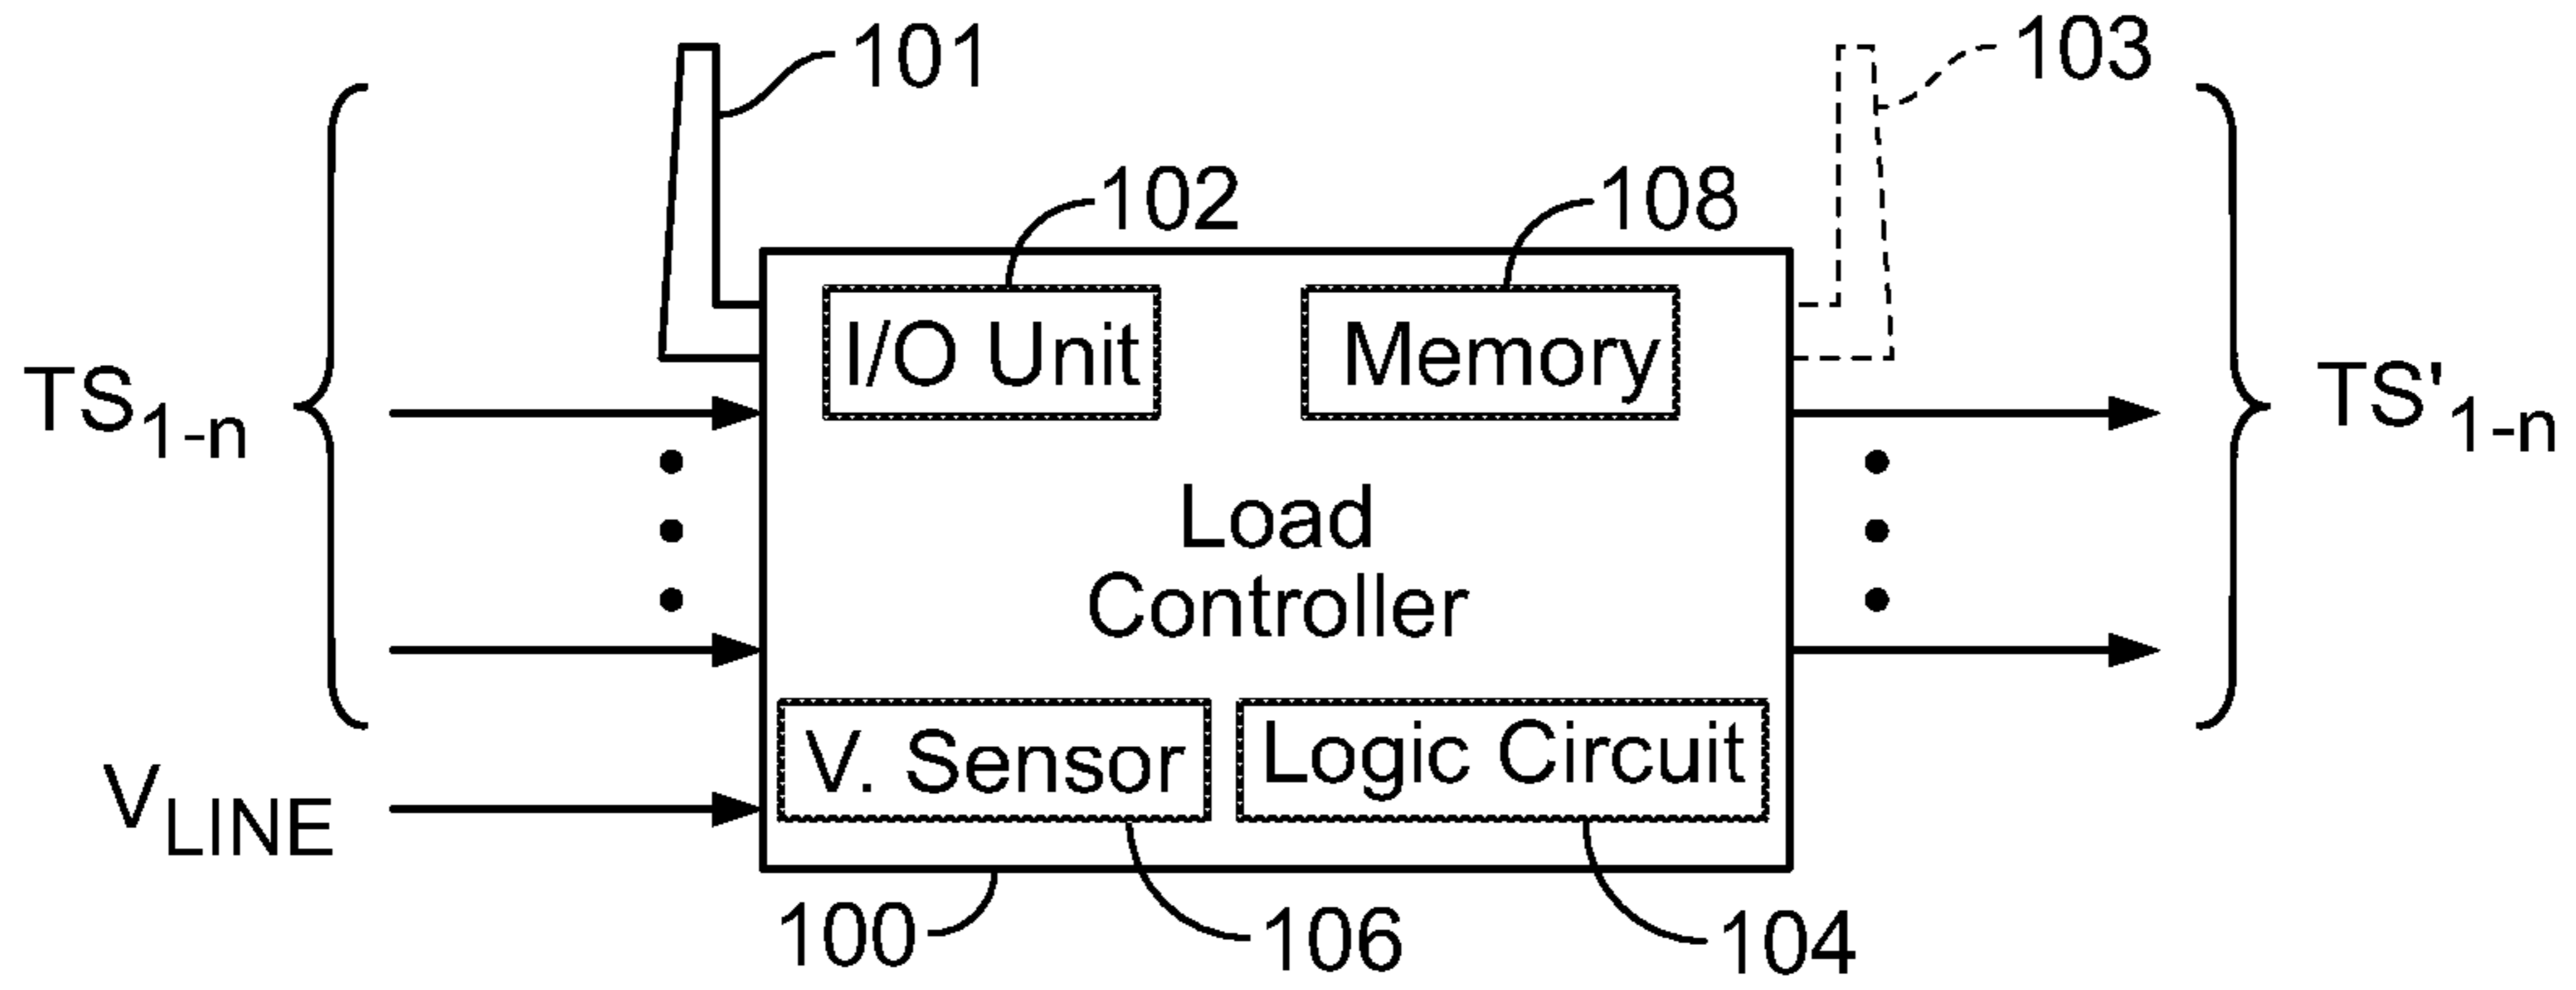 101
103
102
108
I/O Unit
Memory
TS1-n
TS'1-n
Load
Controller
V. Sensor
Logic Circuit
VLINE
100
106
104